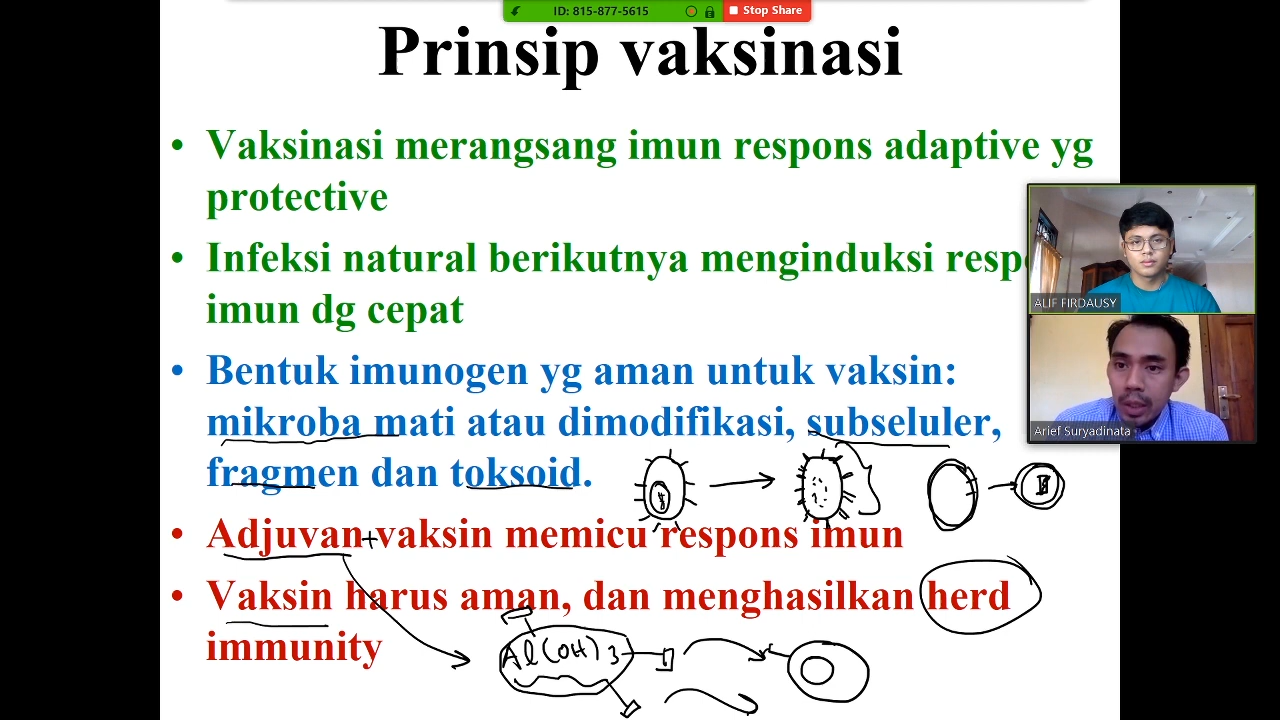 ID: 815-877-5615
Stop Share
Prinsip vaksinasi
• Vaksinasi merangsang imun respons adaptive yg
protective
• Infeksi natural berikutnya menginduksi resp
imun dg cepat
• Bentuk imunogen yg aman untuk vaksin:
mikroba mati atau dimodifikasi, subseluler,
fragmen dan toksoid.
• Adjuvan+vaksin memicu respons imun
• Vaksin harus aman, dan menghasilkan herd
immunity
Al(OH)3
ALIF FIRDAUSY
Arief Suryadinata